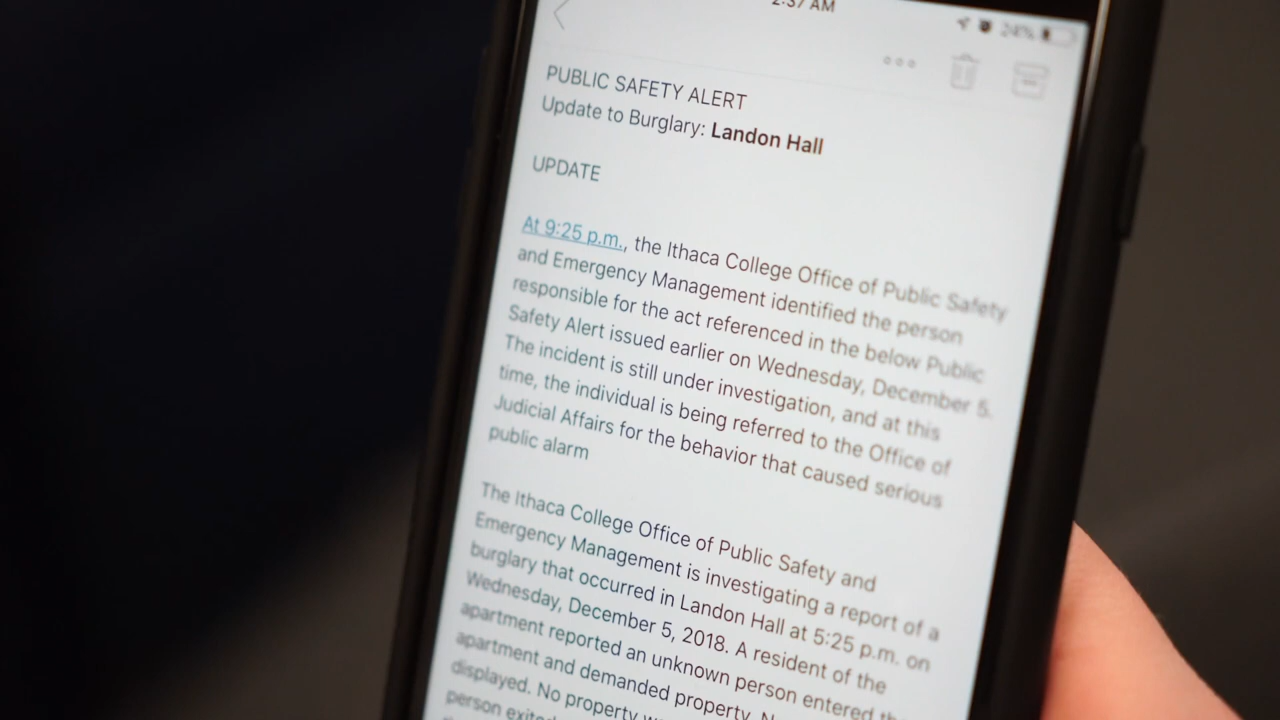 2:37 AM
24%
PUBLIC SAFETY ALERT
Update to Burglary: Landon Hall
UPDATE
At 9:25 p.m., the Ithaca College Office of Public Safety
and Emergency Management identified the person
responsible for the act referenced in the below Public
Safety Alert issued earlier on Wednesday, December 5.
The incident is still under investigation, and at this
time, the individual is being referred to the Office of
Judicial Affairs for the behavior that caused serious
public alarm
The Ithaca College Office of Public Safety and
Emergency Management is investigating a report of a
burglary that occurred in Landon Hall at 5:25 p.m. on
Wednesday, December 5, 2018. A resident of the
apartment reported an unknown person entered the
apartment and demanded property.
displayed. No property
person